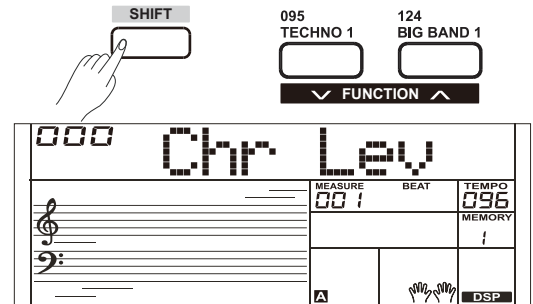 SHIFT
095 124
TECHNO 1 BIG BAND 1
FUNCTION
000 Chr Lev
MEASURE BEAT TEMPO
001 096
MEMORY
1
A DSP